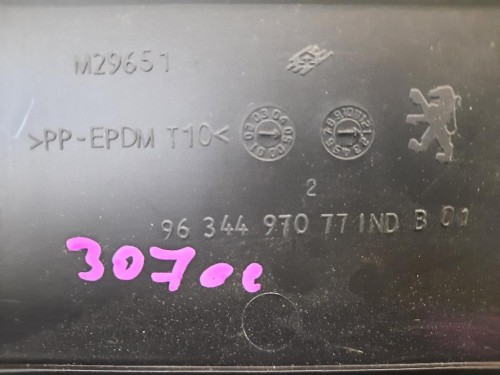 M29651
>PP-EPDM T10<
2
96 344 970 77 IND B 01
307cc